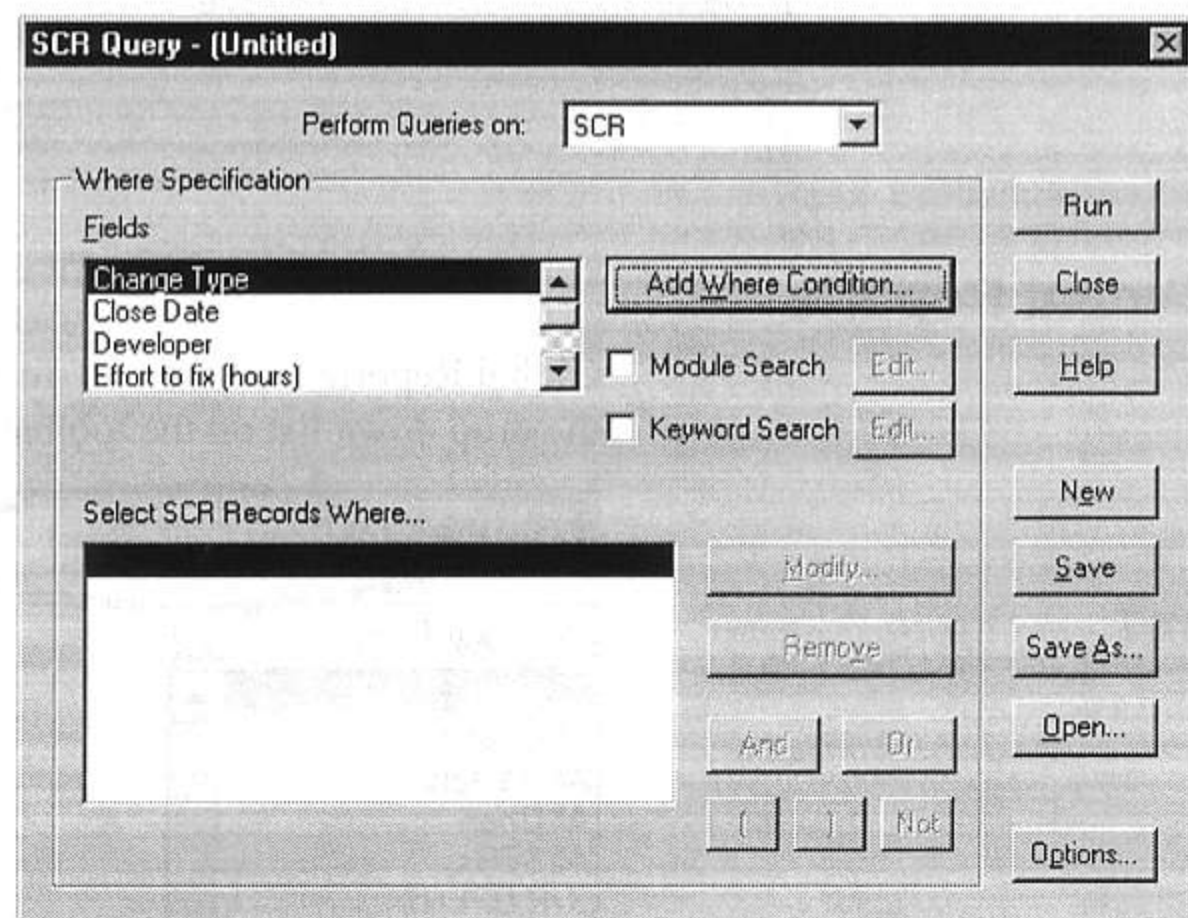 SCR Query - (Untitled)
Perform Queries on: SCR
Where Specification
Fields
Change Type
Close Date
Developer
Effort to fix (hours)
Add Where Condition...
Module Search Edit...
Keyword Search Edit...
Select SCR Records Where...
Modify...
Remove
And Or
( ) Not
Run
Close
Help
New
Save
Save As...
Open...
Options...